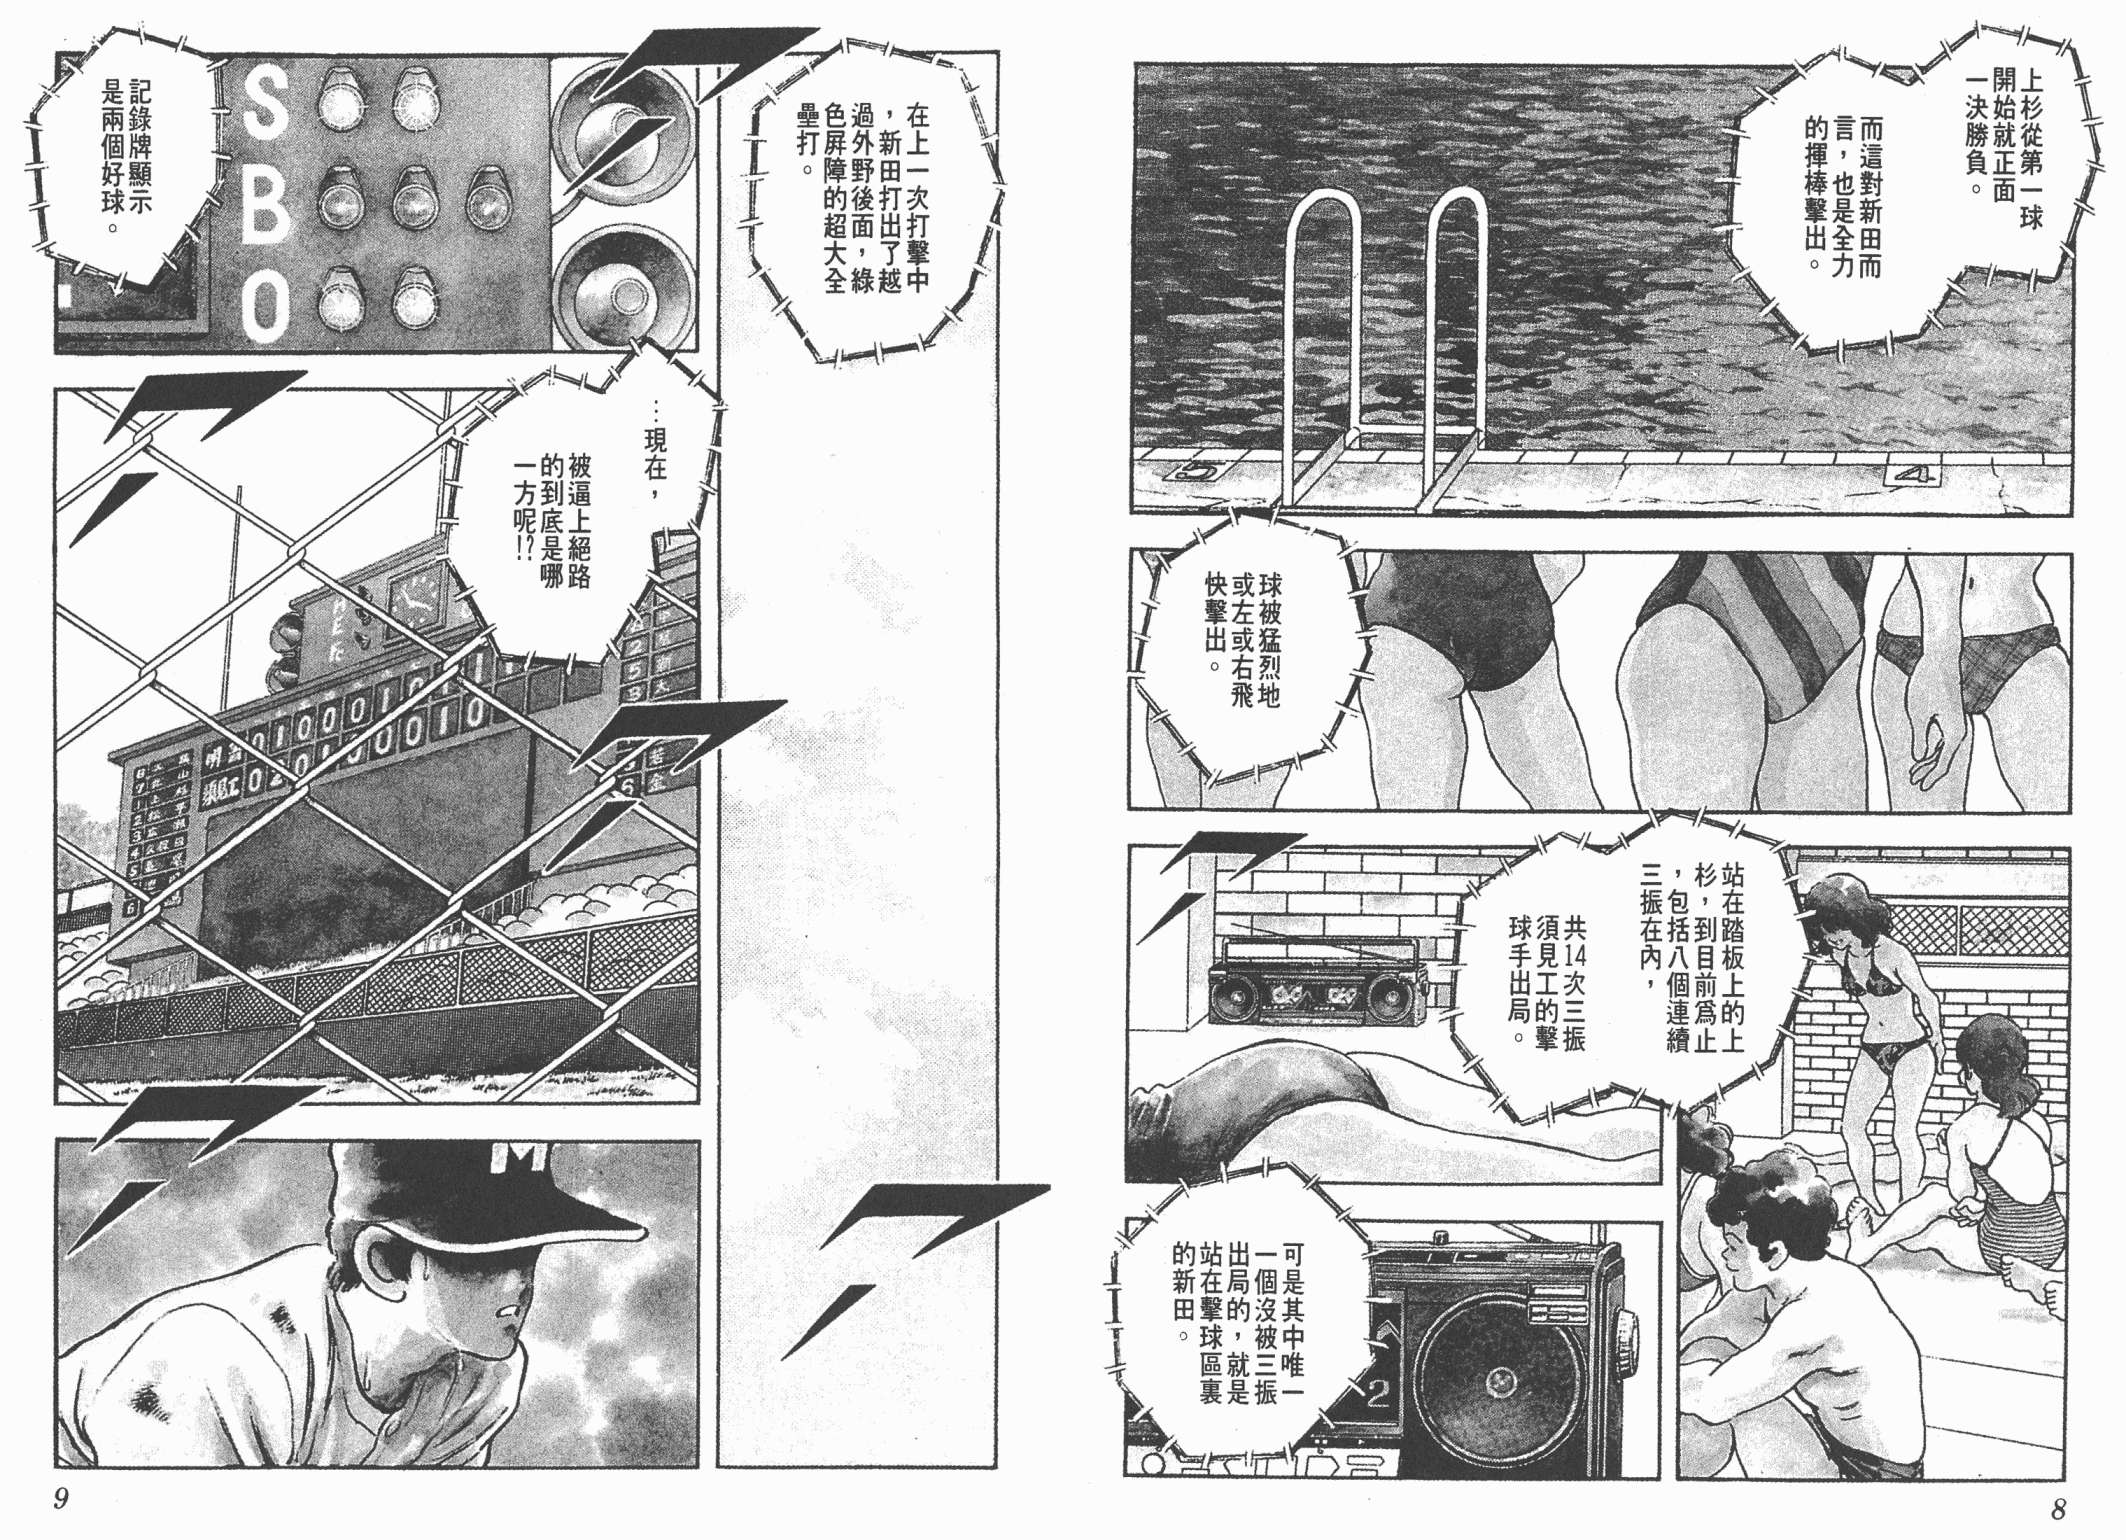 上杉從第一球
開始就正面
一決勝負。
而這對新田而
言，也是全力
的揮棒擊出。
5
4
球被猛烈地
或左或右飛
快擊出。
站在踏板上的上
杉，到目前爲止
，包括八個連續
三振在內，
共14次三振
須見工的擊
球手出局。
可是其中唯一
一個沒被三振
出局的，就是
站在擊球區裏
的新田。
2
8
在上一次打擊中
，新田打出了越
過外野後面，綠
色屏障的超大全
壘打。
S
B
O
記錄牌顯示
是兩個好球。
…現在，
被逼上絕路
的到底是哪
一方呢!!?
M
9